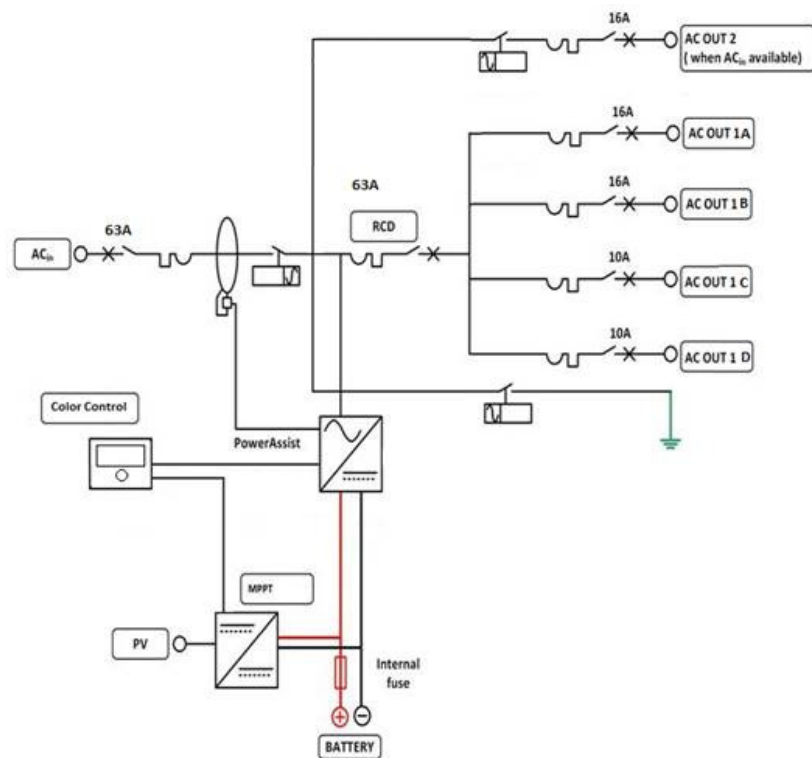 16A
AC OUT 2
( when ACin available)
16A
AC OUT 1A
63A
16A
AC OUT 1B
63A
RCD
ACin
10A
AC OUT 1 C
10A
AC OUT 1 D
Color Control
PowerAssist
MPPT
PV
Internal
fuse
BATTERY